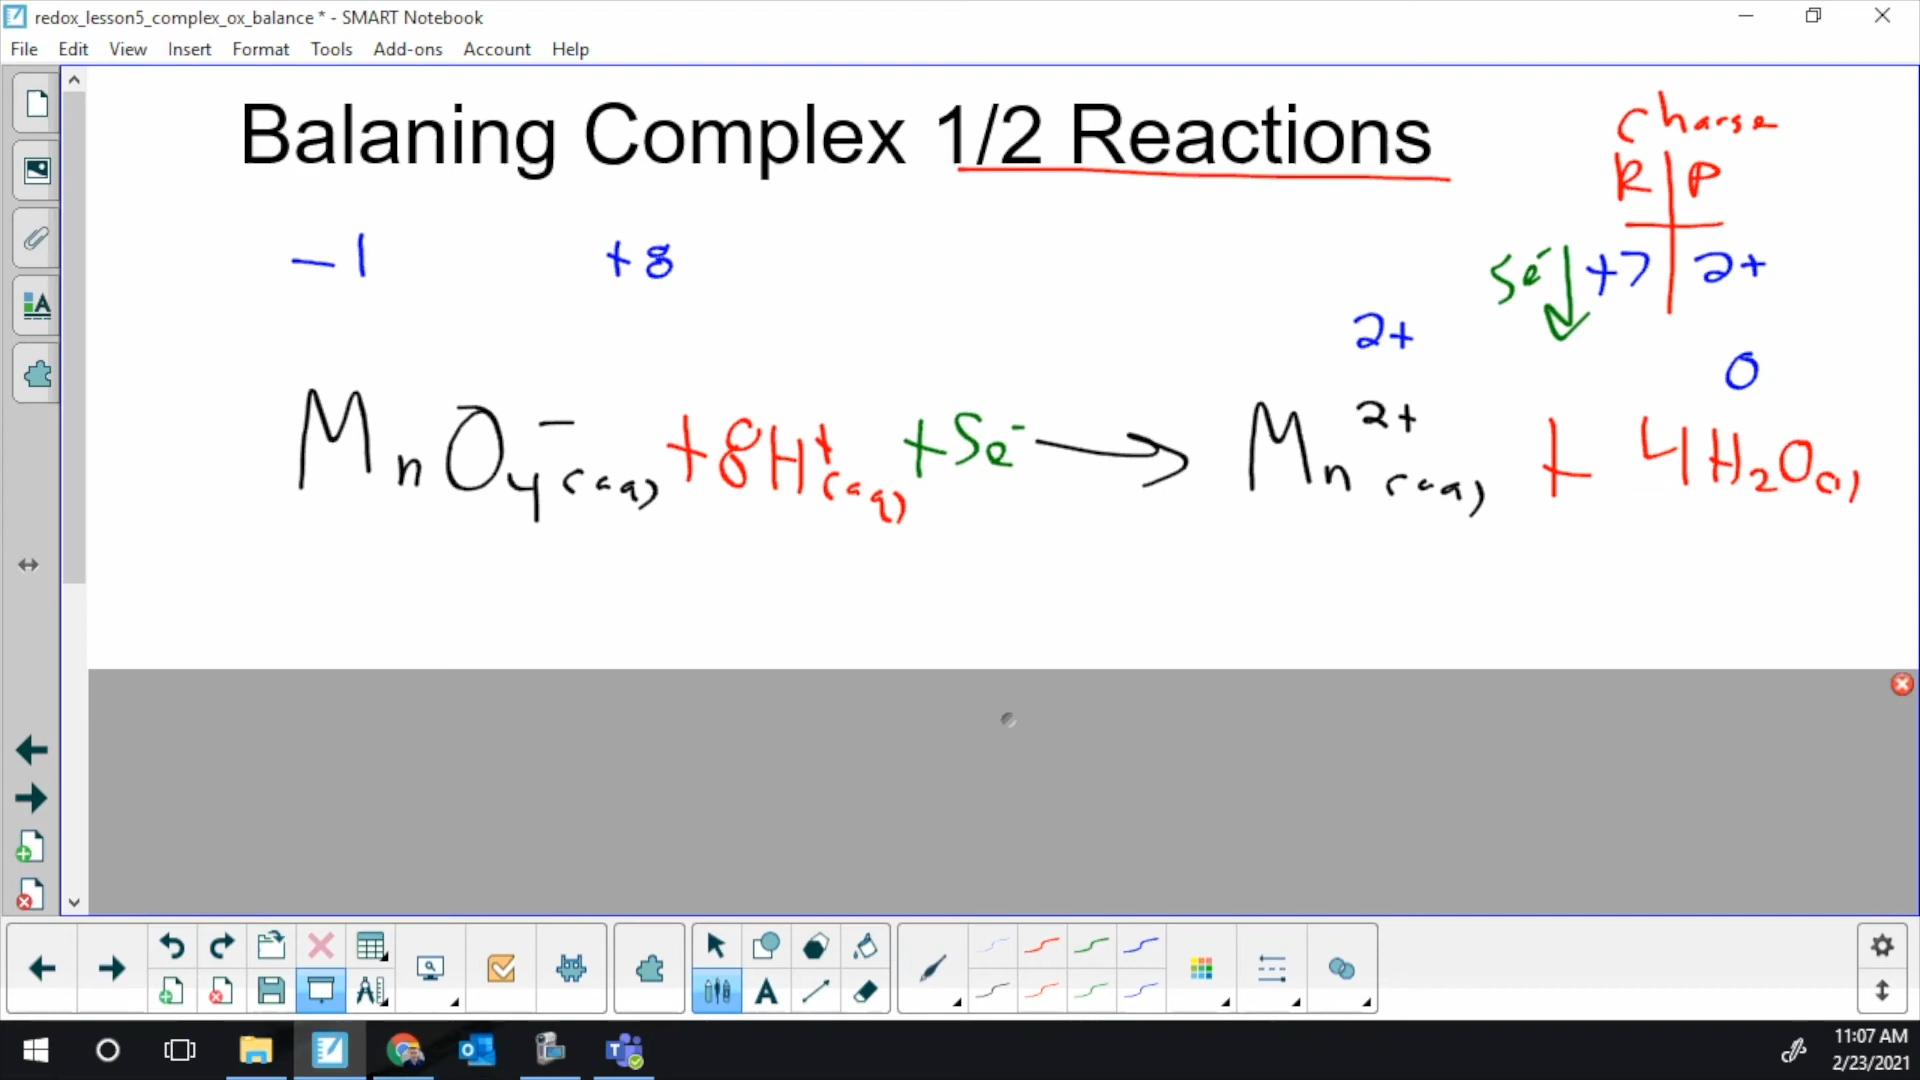 redox_lesson5_complex_ox_balance * - SMART Notebook
File Edit View Insert Format Tools Add-ons Account Help
Balaning Complex 1/2 Reactions
Charge
R | P
-1 +8 5e⁻ +7 2+
2+ 0
MnO₄⁻(aq) + 8H⁺(aq) + 5e⁻ → Mn²⁺(aq) + 4H₂O(l)
11:07 AM
2/23/2021